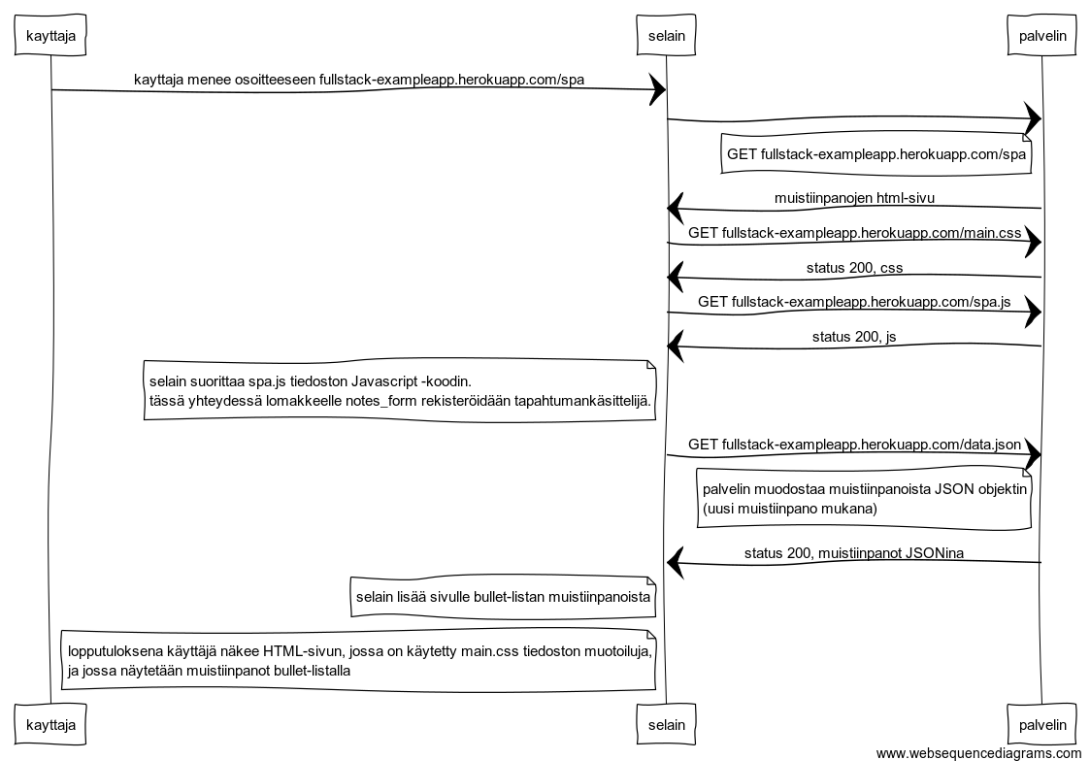 kayttaja
selain
palvelin
kayttaja menee osoitteeseen fullstack-exampleapp.herokuapp.com/spa
GET fullstack-exampleapp.herokuapp.com/spa
muistiinpanojen html-sivu
GET fullstack-exampleapp.herokuapp.com/main.css
status 200, css
GET fullstack-exampleapp.herokuapp.com/spa.js
status 200, js
selain suorittaa spa.js tiedoston Javascript -koodin.
tässä yhteydessä lomakkeelle notes_form rekisteröidään tapahtumankäsittelijä.
GET fullstack-exampleapp.herokuapp.com/data.json
palvelin muodostaa muistiinpanoista JSON objektin
(uusi muistiinpano mukana)
status 200, muistiinpanot JSONina
selain lisää sivulle bullet-listan muistiinpanoista
lopputuloksena käyttäjä näkee HTML-sivun, jossa on käytetty main.css tiedoston muotoiluja,
ja jossa näytetään muistiinpanot bullet-listalla
kayttaja
selain
palvelin
www.websequencediagrams.com